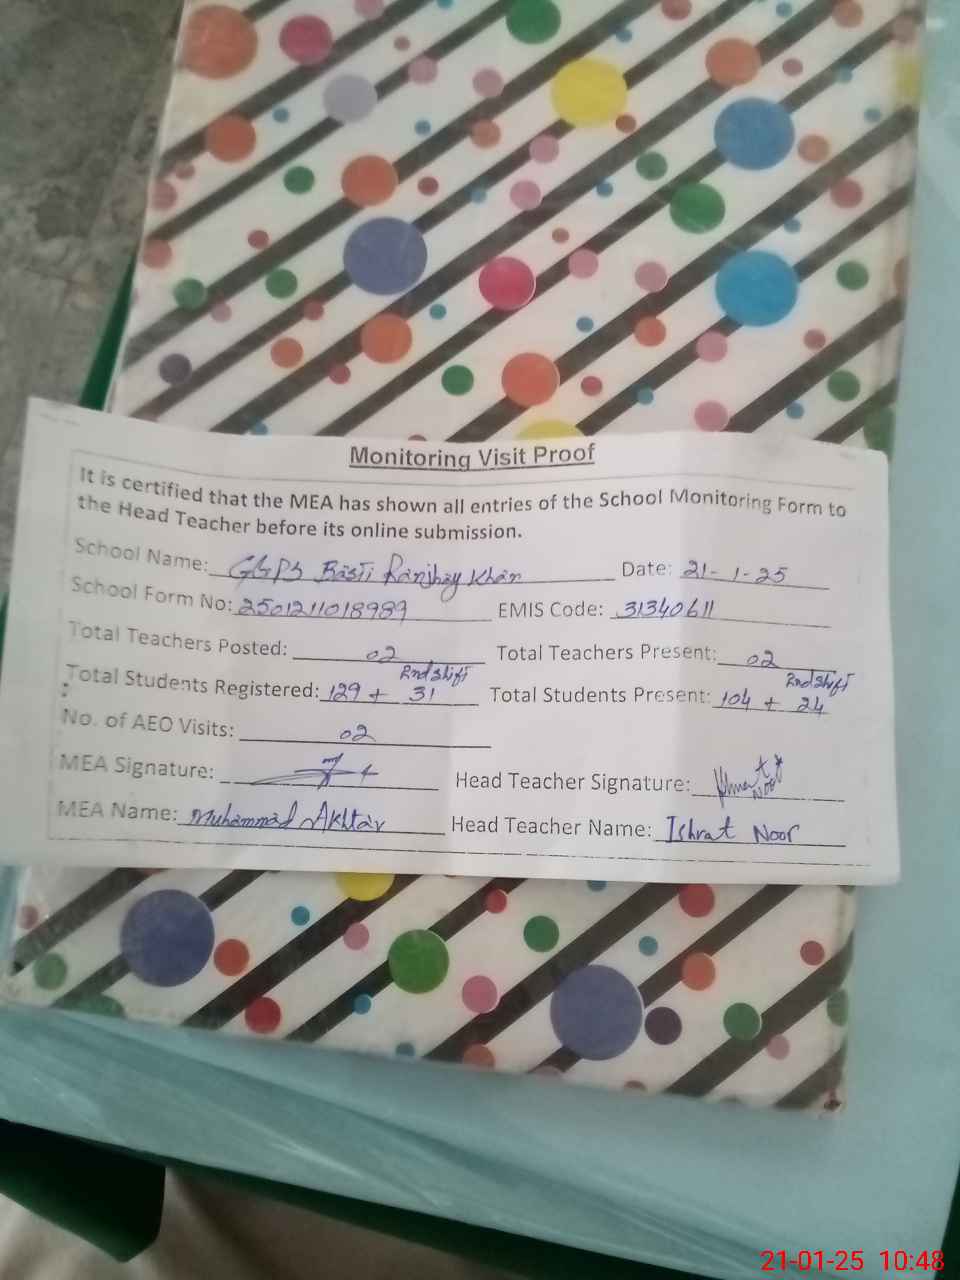 Monitoring Visit Proof
It is certified that the MEA has shown all entries of the School Monitoring Form to
the Head Teacher before its online submission.
School Name: GGPS Basti Ranjhay Khan Date: 21-1-25
School Form No: 2501211018989 EMIS Code: 31340611
Total Teachers Posted: 02 Total Teachers Present: 02
2nd Shift 2nd Shift
Total Students Registered: 129 + 31 Total Students Present: 104 + 24
No. of AEO Visits: 02
MEA Signature: Head Teacher Signature: Ishrat Noor
MEA Name: Muhammad Akhtar Head Teacher Name: Ishrat Noor
21-01-25 10:48